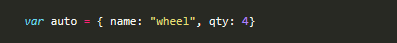 var auto = { name: "wheel", qty: 4}